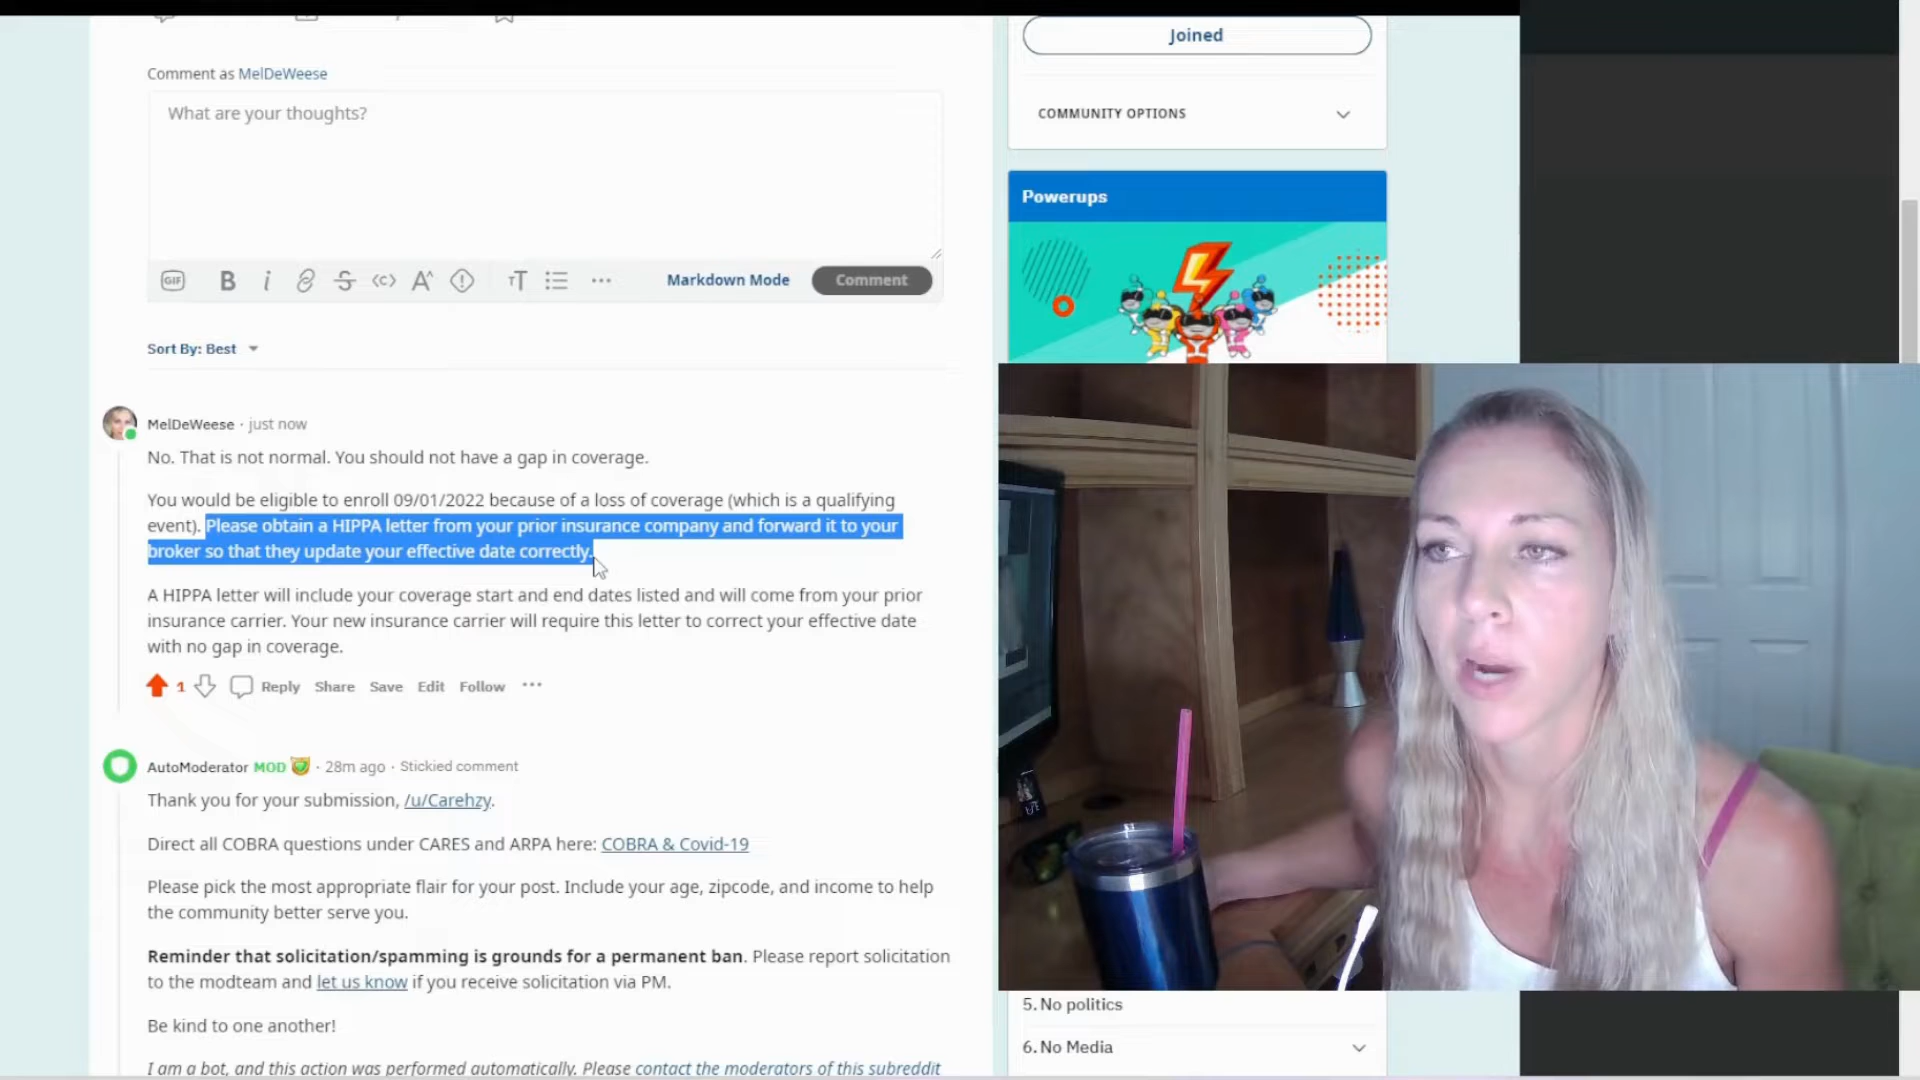 Joined
Comment as MelDeWeese
What are your thoughts?
COMMUNITY OPTIONS
Powerups
GIF
B i
Markdown Mode
Comment
Sort By: Best
MelDeWeese · just now
No. That is not normal. You should not have a gap in coverage.
You would be eligible to enroll 09/01/2022 because of a loss of coverage (which is a qualifying
event). Please obtain a HIPPA letter from your prior insurance company and forward it to your
broker so that they update your effective date correctly.
A HIPPA letter will include your coverage start and end dates listed and will come from your prior
insurance carrier. Your new insurance carrier will require this letter to correct your effective date
with no gap in coverage.
1 Reply Share Save Edit Follow ...
AutoModerator MOD · 28m ago · Stickied comment
Thank you for your submission, /u/Carehzy.
Direct all COBRA questions under CARES and ARPA here: COBRA & Covid-19
Please pick the most appropriate flair for your post. Include your age, zipcode, and income to help
the community better serve you.
Reminder that solicitation/spamming is grounds for a permanent ban. Please report solicitation
to the modteam and let us know if you receive solicitation via PM.
Be kind to one another!
I am a bot, and this action was performed automatically. Please contact the moderators of this subreddit
5. No politics
6. No Media